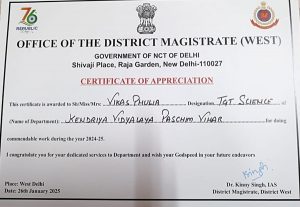 76
REPUBLIC
OFFICE OF THE DISTRICT MAGISTRATE (WEST)
GOVERNMENT OF NCT OF DELHI
Shivaji Place, Raja Garden, New Delhi-110027
CERTIFICATE OF APPRECIATION
This certificate is awarded to Sh/Miss/Mrs: VIKAS PHULIA Designation. TGT SCIENCE of
(Name of Department): KENDRIYA VIDYALAYA PASCHIM VIHAR for doing
commendable work during the year 2024-25.
I congratulate you for your dedicated services to Department and wish your Godspeed in your future endeavors
Place: West Delhi
Date: 26th January 2025
Dr. Kinny Singh, IAS
District Magistrate, District West